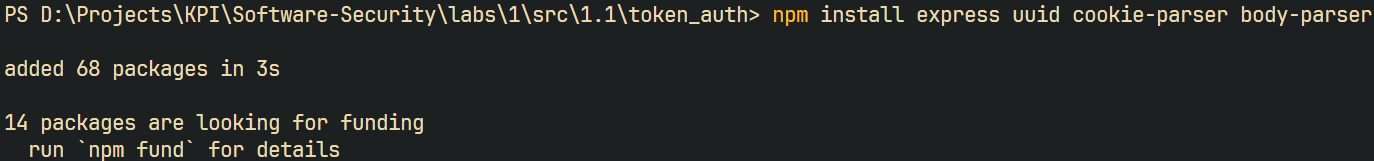 PS D:\Projects\KPI\Software-Security\labs\1\src\1.1\token_auth> npm install express uuid cookie-parser body-parser
added 68 packages in 3s
14 packages are looking for funding
  run `npm fund` for details